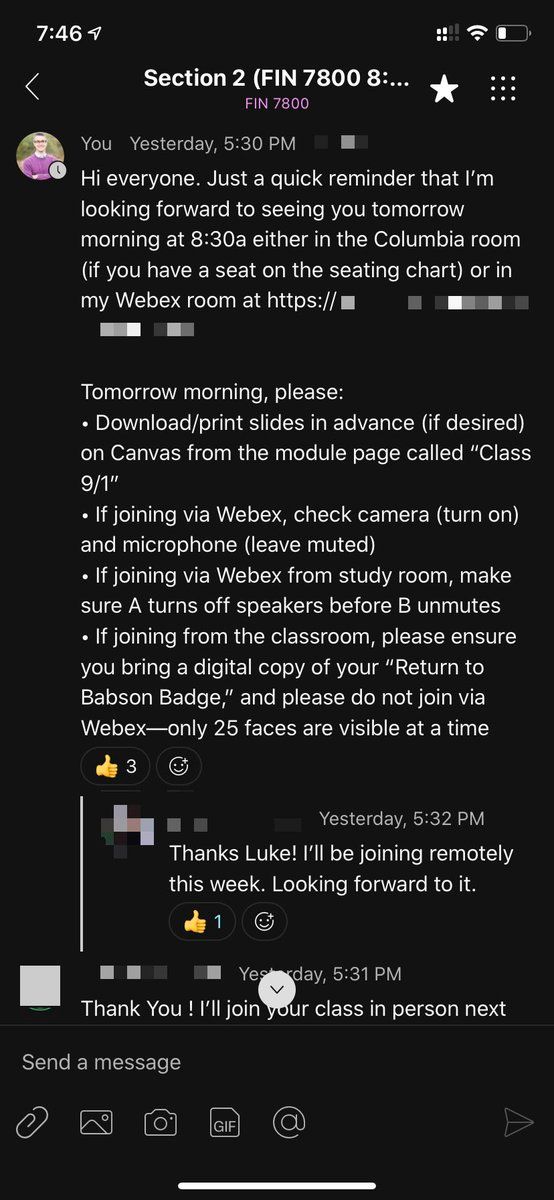 7:46
Section 2 (FIN 7800 8:...
FIN 7800
You Yesterday, 5:30 PM
Hi everyone. Just a quick reminder that I’m
looking forward to seeing you tomorrow
morning at 8:30a either in the Columbia room
(if you have a seat on the seating chart) or in
my Webex room at https://
Tomorrow morning, please:
• Download/print slides in advance (if desired)
on Canvas from the module page called “Class
9/1”
• If joining via Webex, check camera (turn on)
and microphone (leave muted)
• If joining via Webex from study room, make
sure A turns off speakers before B unmutes
• If joining from the classroom, please ensure
you bring a digital copy of your “Return to
Babson Badge,” and please do not join via
Webex—only 25 faces are visible at a time
👍 3
Yesterday, 5:32 PM
Thanks Luke! I’ll be joining remotely
this week. Looking forward to it.
👍 1
Yesterday, 5:31 PM
Thank You ! I’ll join your class in person next
Send a message
GIF